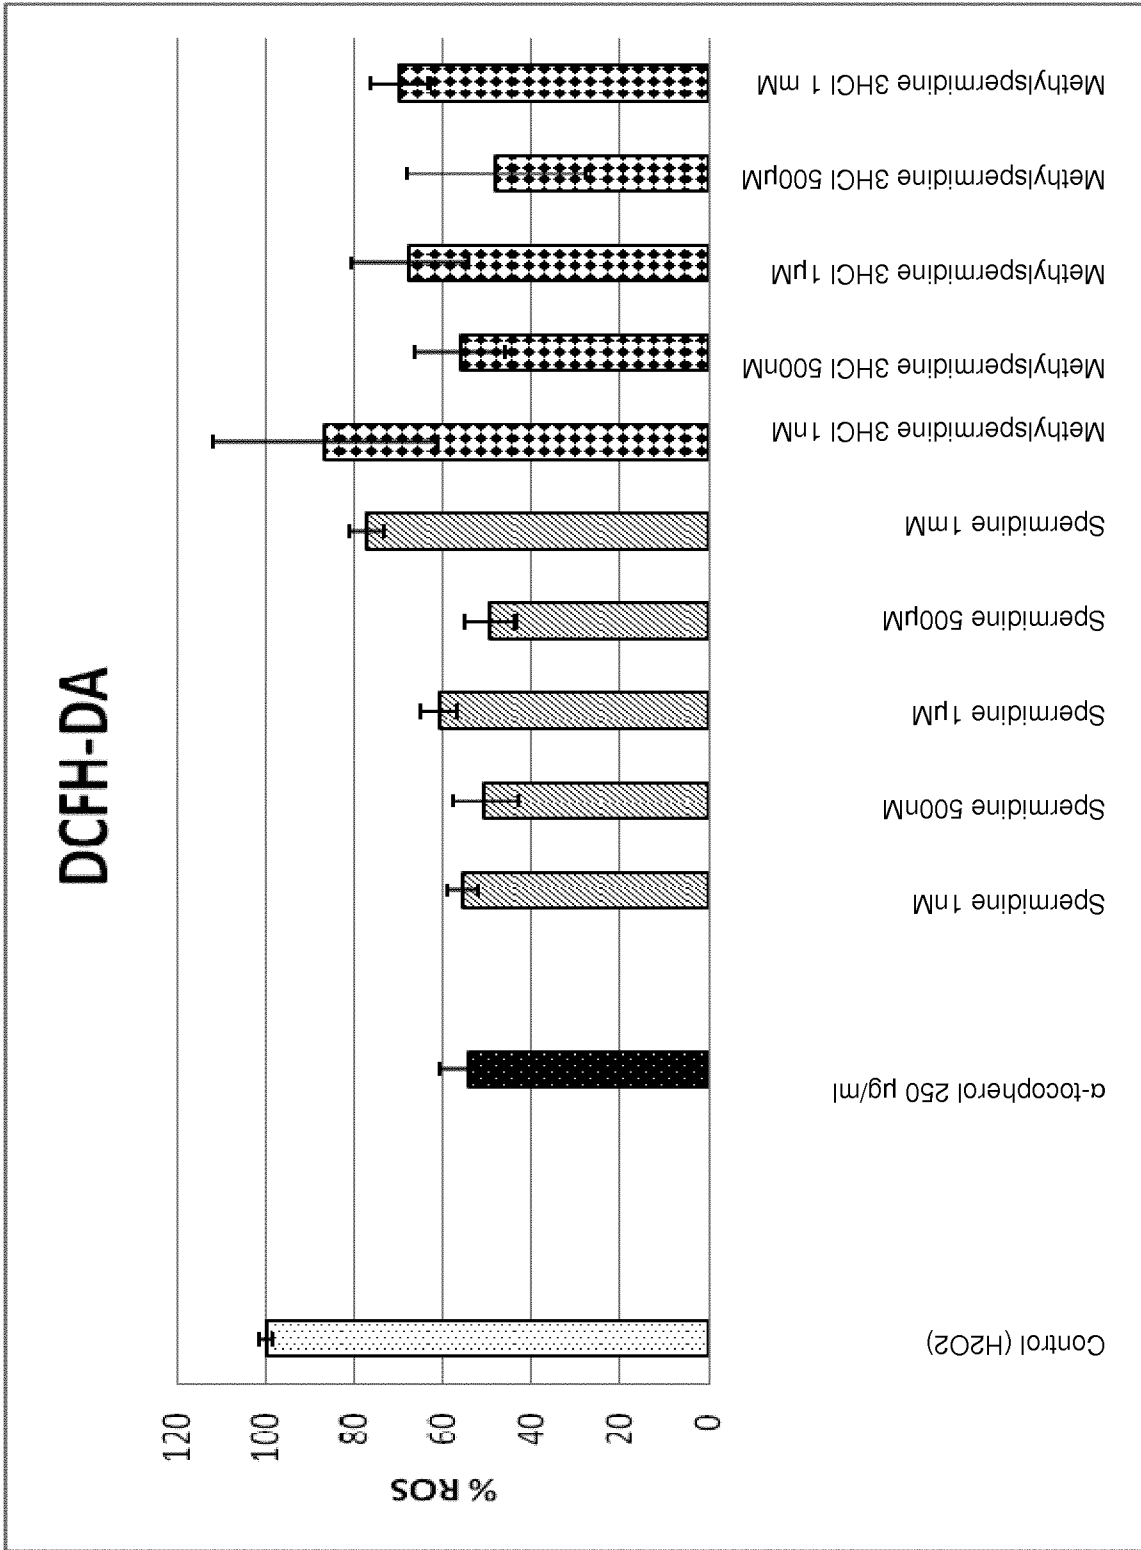 DCFH-DA
% ROS
120
100
80
60
40
20
0
Control (H2O2)
α-tocopherol 250 µg/ml
Spermidine 1nM
Spermidine 500nM
Spermidine 1µM
Spermidine 500µM
Spermidine 1mM
Methylspermidine 3HCl 1nM
Methylspermidine 3HCl 500nM
Methylspermidine 3HCl 1µM
Methylspermidine 3HCl 500µM
Methylspermidine 3HCl 1 mM